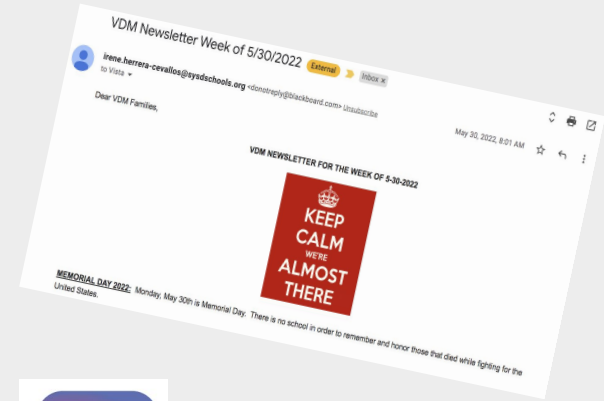 VDM Newsletter Week of 5/30/2022 External Inbox x
irene.herrera-cevallos@sysdschools.org <donotreply@blackboard.com> Unsubscribe
to Vista
May 30, 2022, 8:01 AM
Dear VDM Families,
VDM NEWSLETTER FOR THE WEEK OF 5-30-2022
KEEP
CALM
WE'RE
ALMOST
THERE
MEMORIAL DAY 2022: Monday, May 30th is Memorial Day. There is no school in order to remember and honor those that died while fighting for the
United States.